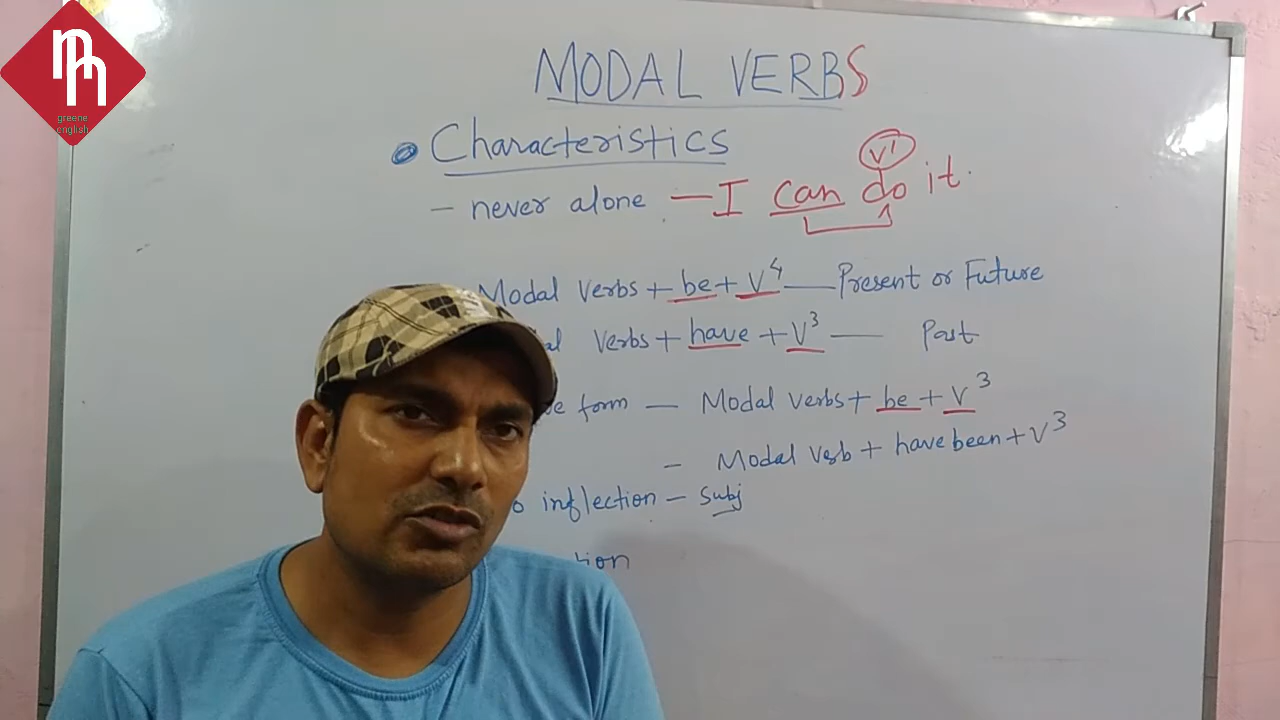 greene
english
MODAL VERBS
Characteristics
V1
- never alone - I can do it.
Modal Verbs + be + V4 — Present or Future
Verbs + have + V3 — Past
form — Modal Verbs + be + V3
- Modal Verb + have been + V3
inflection - Subj